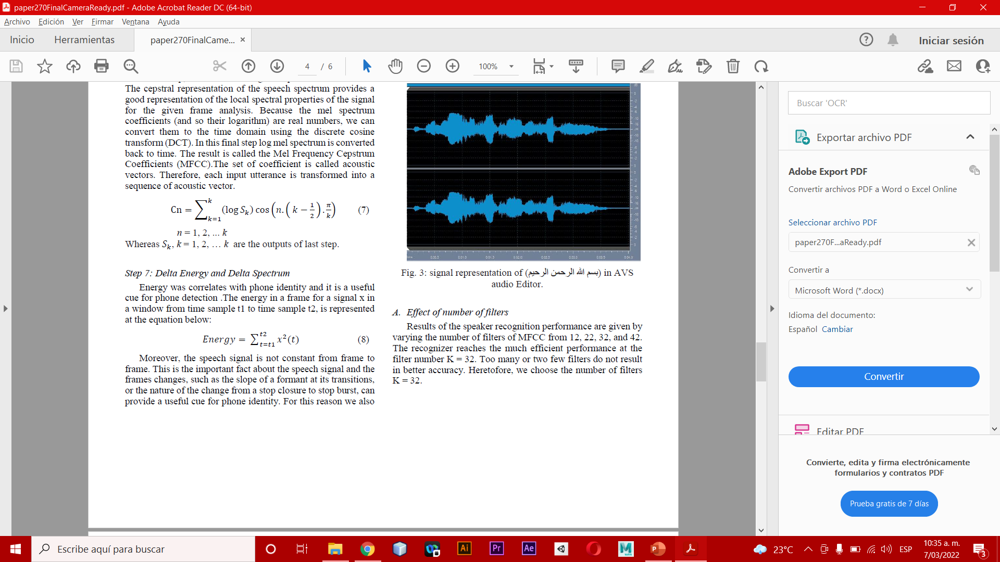 paper270FinalCameraReady.pdf - Adobe Acrobat Reader DC (64-bit)
Archivo Edición Ver Firmar Ventana Ayuda
Inicio Herramientas paper270FinalCame... × Iniciar sesión
4 / 6 100%
The cepstral representation of the speech spectrum provides a
good representation of the local spectral properties of the signal
for the given frame analysis. Because the mel spectrum
coefficients (and so their logarithm) are real numbers, we can
convert them to the time domain using the discrete cosine
transform (DCT). In this final step log mel spectrum is converted
back to time. The result is called the Mel Frequency Cepstrum
Coefficients (MFCC).The set of coefficient is called acoustic
vectors. Therefore, each input utterance is transformed into a
sequence of acoustic vector.
Cn = ∑_{k=1}^{k} (log S_k) cos (n.(k − 1/2).π/k) (7)
n = 1, 2, ... k
Whereas S_k, k = 1, 2, … k are the outputs of last step.
Step 7: Delta Energy and Delta Spectrum
Energy was correlates with phone identity and it is a useful
cue for phone detection .The energy in a frame for a signal x in
a window from time sample t1 to time sample t2, is represented
at the equation below:
Energy = ∑_{t=t1}^{t2} x²(t) (8)
Moreover, the speech signal is not constant from frame to
frame. This is the important fact about the speech signal and the
frames changes, such as the slope of a formant at its transitions,
or the nature of the change from a stop closure to stop burst, can
provide a useful cue for phone identity. For this reason we also
Fig. 3: signal representation of (بسم الله الرحمن الرحيم) in AVS
audio Editor.
A. Effect of number of filters
Results of the speaker recognition performance are given by
varying the number of filters of MFCC from 12, 22, 32, and 42.
The recognizer reaches the much efficient performance at the
filter number K = 32. Too many or two few filters do not result
in better accuracy. Heretofore, we choose the number of filters
K = 32.
Buscar 'OCR'
Exportar archivo PDF
Adobe Export PDF
Convertir archivos PDF a Word o Excel Online
Seleccionar archivo PDF
paper270F...aReady.pdf
Convertir a
Microsoft Word (*.docx)
Idioma del documento:
Español Cambiar
Convertir
Editar PDF
Convierte, edita y firma electrónicamente
formularios y contratos PDF
Prueba gratis de 7 días
Escribe aquí para buscar
Ai Pr Ae
23°C ESP
10:35 a. m.
7/03/2022
3